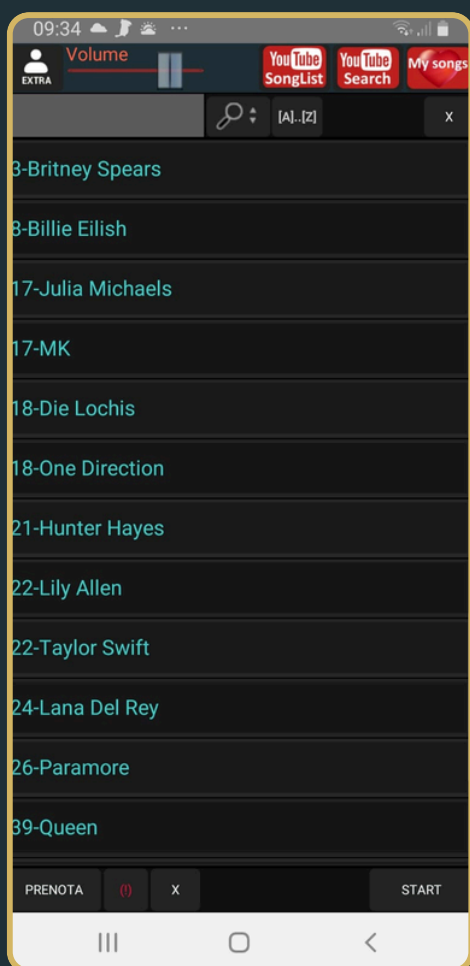 09:34
EXTRA
Volume
YouTube SongList
YouTube Search
My songs
[A]..[Z]
X
3-Britney Spears
8-Billie Eilish
17-Julia Michaels
17-MK
18-Die Lochis
18-One Direction
21-Hunter Hayes
22-Lily Allen
22-Taylor Swift
24-Lana Del Rey
26-Paramore
39-Queen
PRENOTA
(!)
X
START